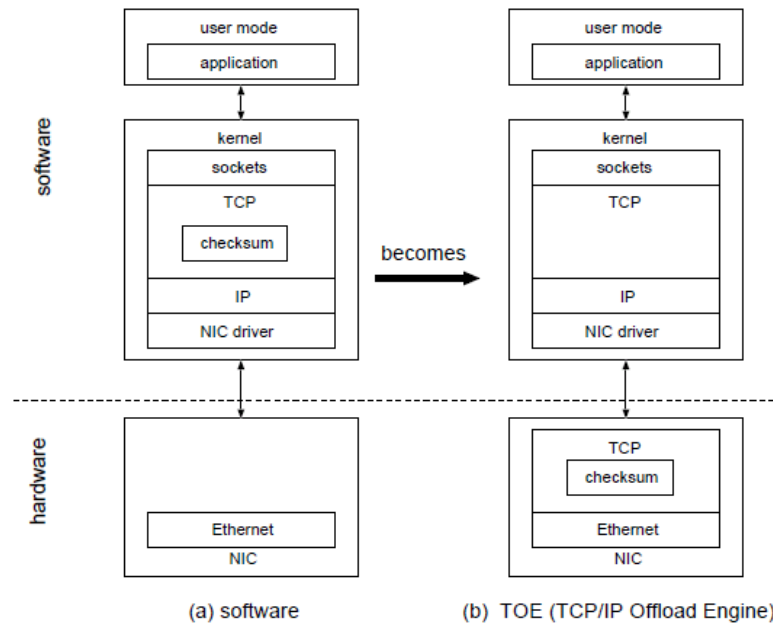 software
user mode
application
kernel
sockets
TCP
checksum
IP
NIC driver
becomes
user mode
application
kernel
sockets
TCP
IP
NIC driver
hardware
Ethernet
NIC
TCP
checksum
Ethernet
NIC
(a) software
(b) TOE (TCP/IP Offload Engine)